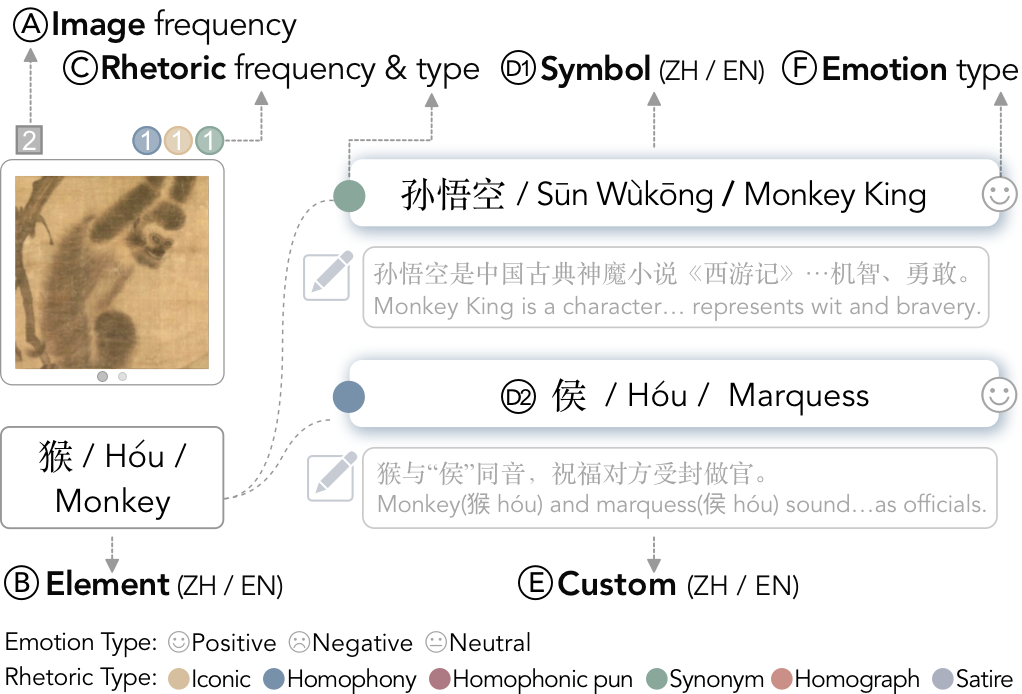 Ⓐ Image frequency
Ⓒ Rhetoric frequency & type
D1 Symbol (ZH / EN)
Ⓕ Emotion type
2
1 1 1
孙悟空 / Sūn Wùkōng / Monkey King
孙悟空是中国古典神魔小说《西游记》…机智、勇敢。
Monkey King is a character… represents wit and bravery.
D2 侯 / Hóu / Marquess
猴 / Hóu /
Monkey
猴与“侯”同音，祝福对方受封做官。
Monkey(猴 hóu) and marquess(侯 hóu) sound…as officials.
Ⓑ Element (ZH / EN)
Ⓔ Custom (ZH / EN)
Emotion Type: Positive Negative Neutral
Rhetoric Type: Iconic Homophony Homophonic pun Synonym Homograph Satire